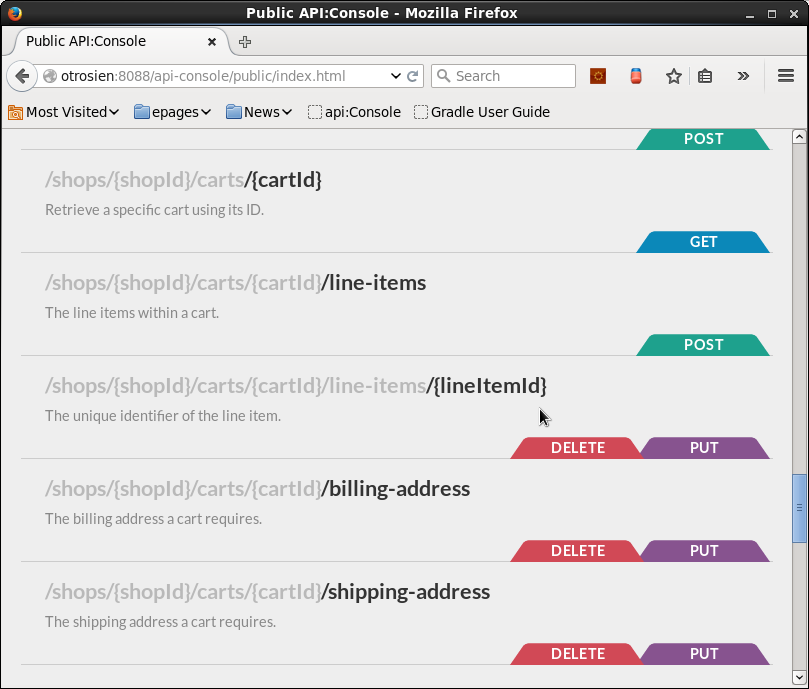 Public API:Console - Mozilla Firefox
Public API:Console
otrosien:8088/api-console/public/index.html
Search
Most Visited epages News api:Console Gradle User Guide
POST
/shops/{shopId}/carts/{cartId}
Retrieve a specific cart using its ID.
GET
/shops/{shopId}/carts/{cartId}/line-items
The line items within a cart.
POST
/shops/{shopId}/carts/{cartId}/line-items/{lineItemId}
The unique identifier of the line item.
DELETE PUT
/shops/{shopId}/carts/{cartId}/billing-address
The billing address a cart requires.
DELETE PUT
/shops/{shopId}/carts/{cartId}/shipping-address
The shipping address a cart requires.
DELETE PUT